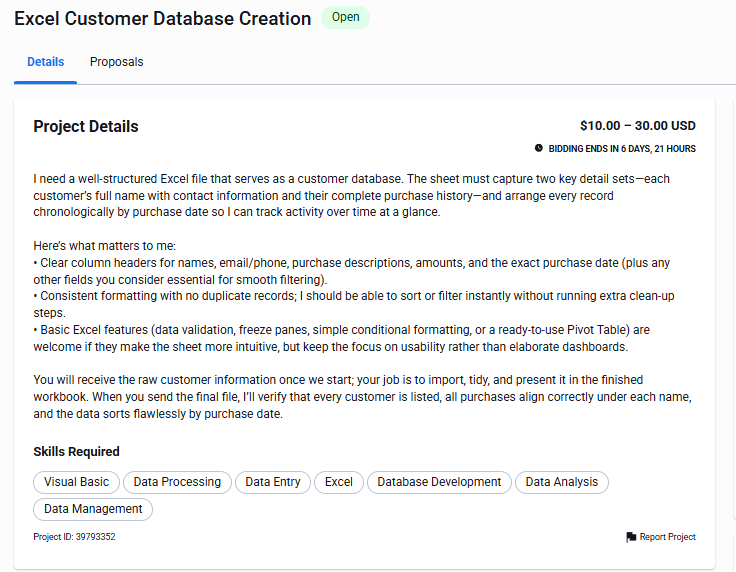 Excel Customer Database Creation Open
Details Proposals
Project Details
$10.00 – 30.00 USD
BIDDING ENDS IN 6 DAYS, 21 HOURS
I need a well-structured Excel file that serves as a customer database. The sheet must capture two key detail sets—each
customer's full name with contact information and their complete purchase history—and arrange every record
chronologically by purchase date so I can track activity over time at a glance.
Here's what matters to me:
• Clear column headers for names, email/phone, purchase descriptions, amounts, and the exact purchase date (plus any
other fields you consider essential for smooth filtering).
• Consistent formatting with no duplicate records; I should be able to sort or filter instantly without running extra clean-up
steps.
• Basic Excel features (data validation, freeze panes, simple conditional formatting, or a ready-to-use Pivot Table) are
welcome if they make the sheet more intuitive, but keep the focus on usability rather than elaborate dashboards.
You will receive the raw customer information once we start; your job is to import, tidy, and present it in the finished
workbook. When you send the final file, I'll verify that every customer is listed, all purchases align correctly under each name,
and the data sorts flawlessly by purchase date.
Skills Required
Visual Basic Data Processing Data Entry Excel Database Development Data Analysis
Data Management
Project ID: 39793352
Report Project